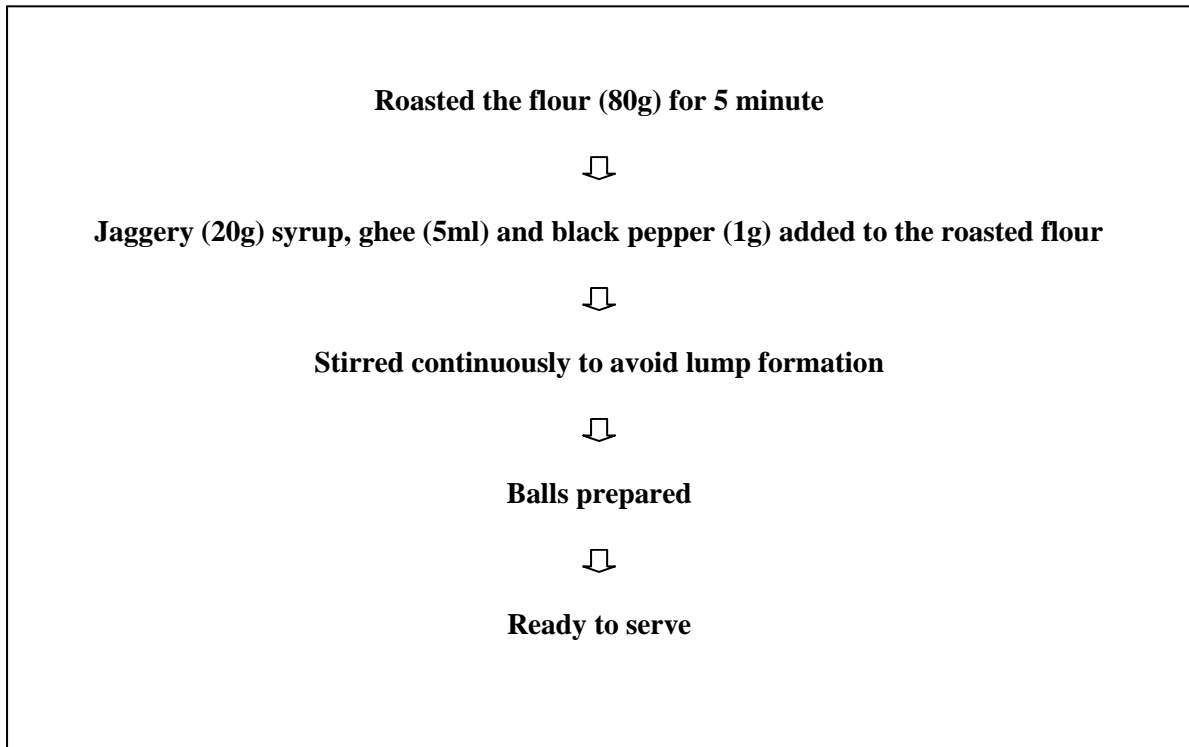 Roasted the flour (80g) for 5 minute
Jaggery (20g) syrup, ghee (5ml) and black pepper (1g) added to the roasted flour
Stirred continuously to avoid lump formation
Balls prepared
Ready to serve